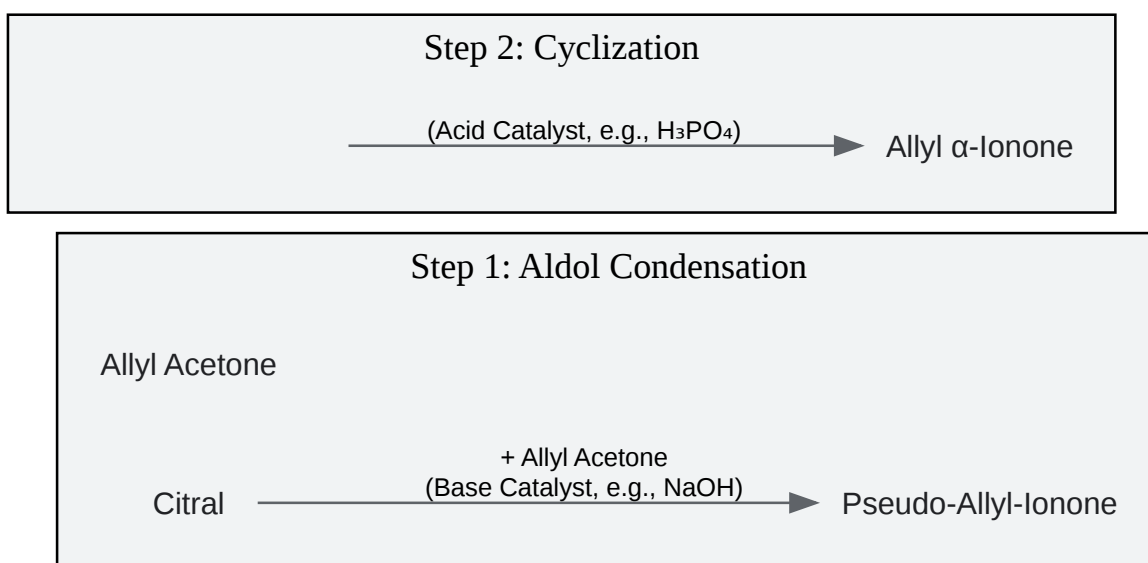 Step 2: Cyclization
(Acid Catalyst, e.g., H₃PO₄)
Allyl α-Ionone
Step 1: Aldol Condensation
Allyl Acetone
+ Allyl Acetone
(Base Catalyst, e.g., NaOH)
Citral
Pseudo-Allyl-Ionone